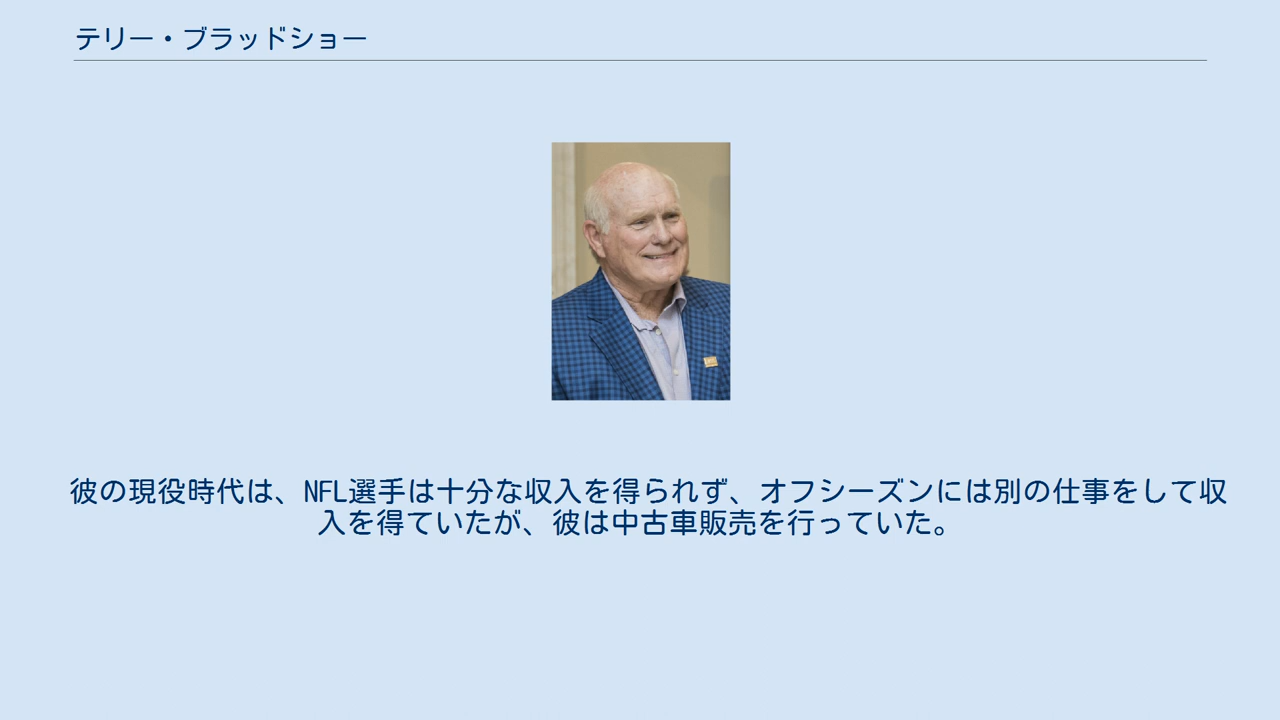 テリー・ブラッドショー
彼の現役時代は、NFL選手は十分な収入を得られず、オフシーズンには別の仕事をして収
入を得ていたが、彼は中古車販売を行っていた。